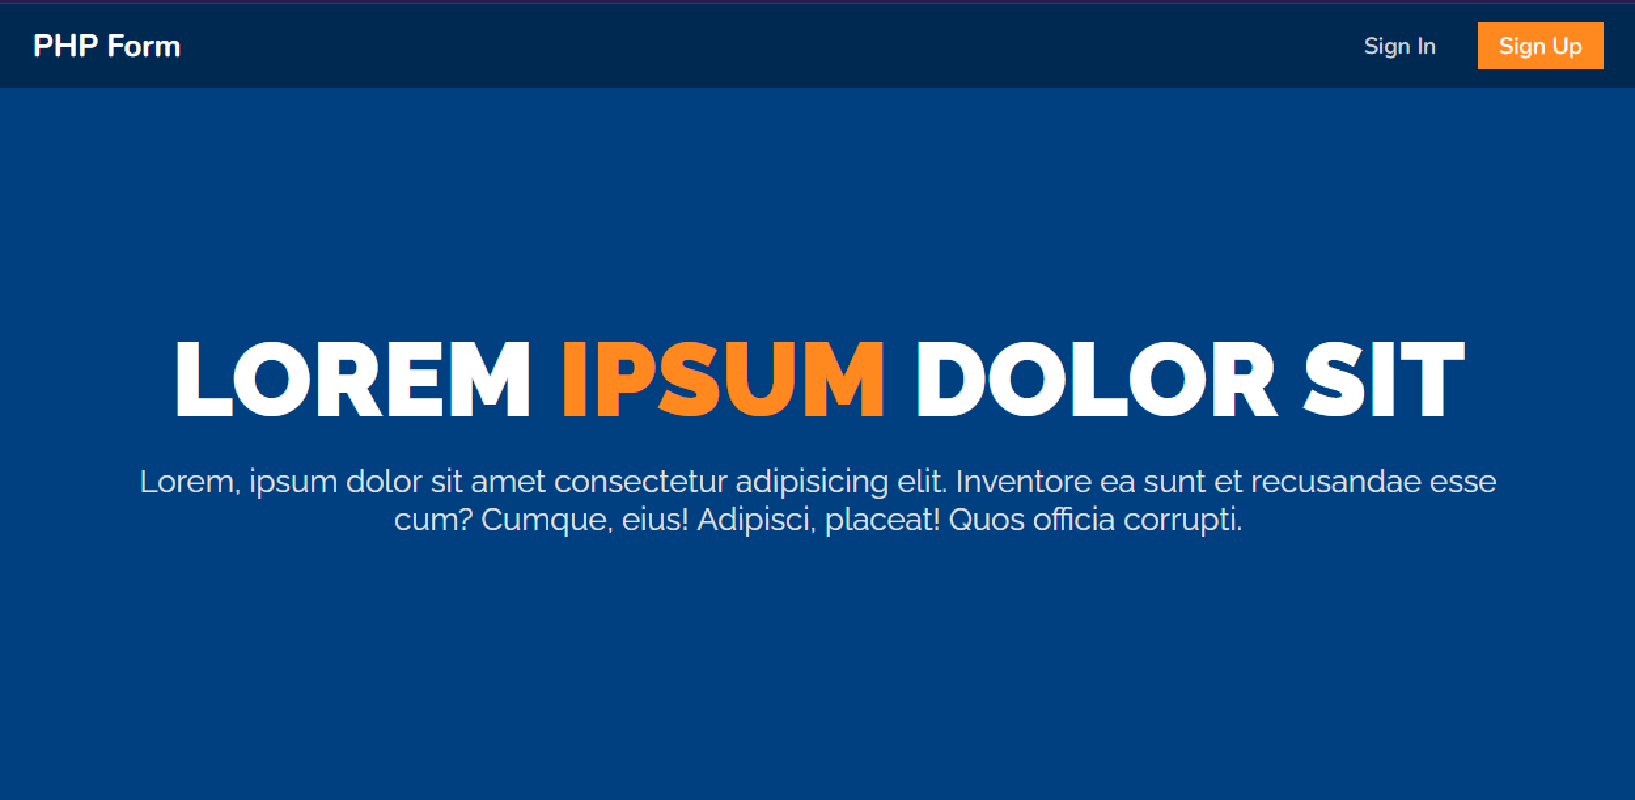 PHP Form
Sign In
Sign Up
LOREM IPSUM DOLOR SIT
Lorem, ipsum dolor sit amet consectetur adipisicing elit. Inventore ea sunt et recusandae esse
cum? Cumque, eius! Adipisci, placeat! Quos officia corrupti.